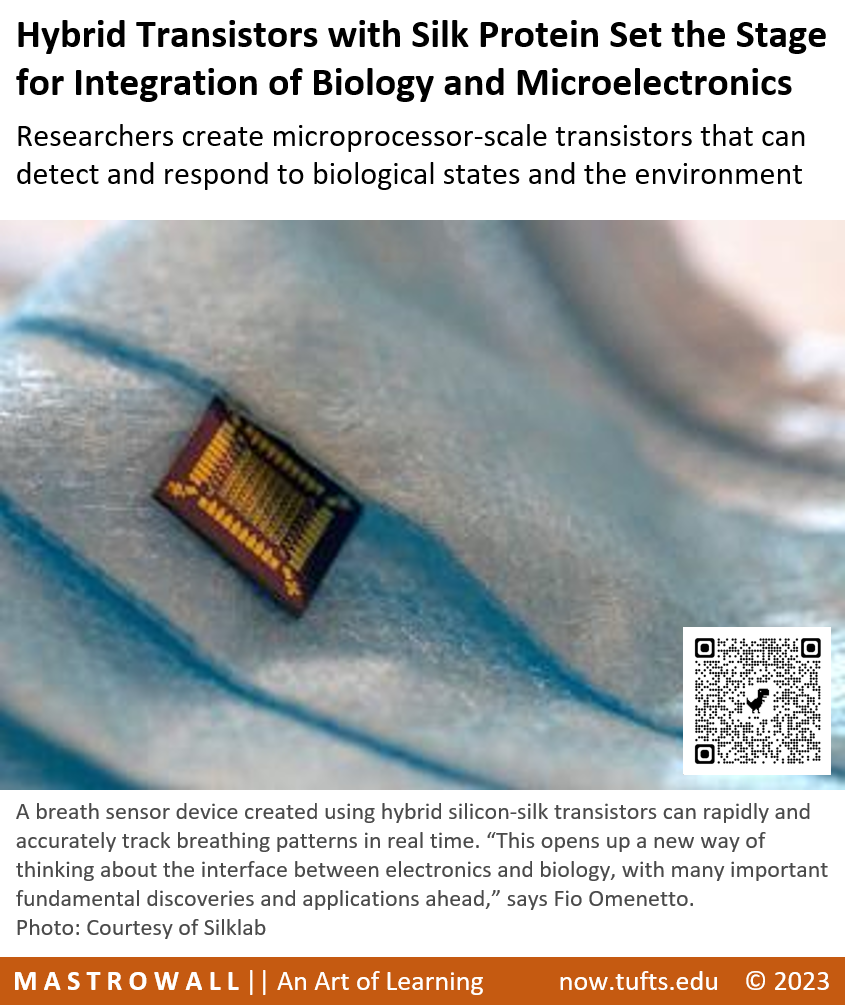 Hybrid Transistors with Silk Protein Set the Stage
for Integration of Biology and Microelectronics
Researchers create microprocessor-scale transistors that can
detect and respond to biological states and the environment
A breath sensor device created using hybrid silicon-silk transistors can rapidly and
accurately track breathing patterns in real time. “This opens up a new way of
thinking about the interface between electronics and biology, with many important
fundamental discoveries and applications ahead,” says Fio Omenetto.
Photo: Courtesy of Silklab
MASTROWALL || An Art of Learning now.tufts.edu © 2023